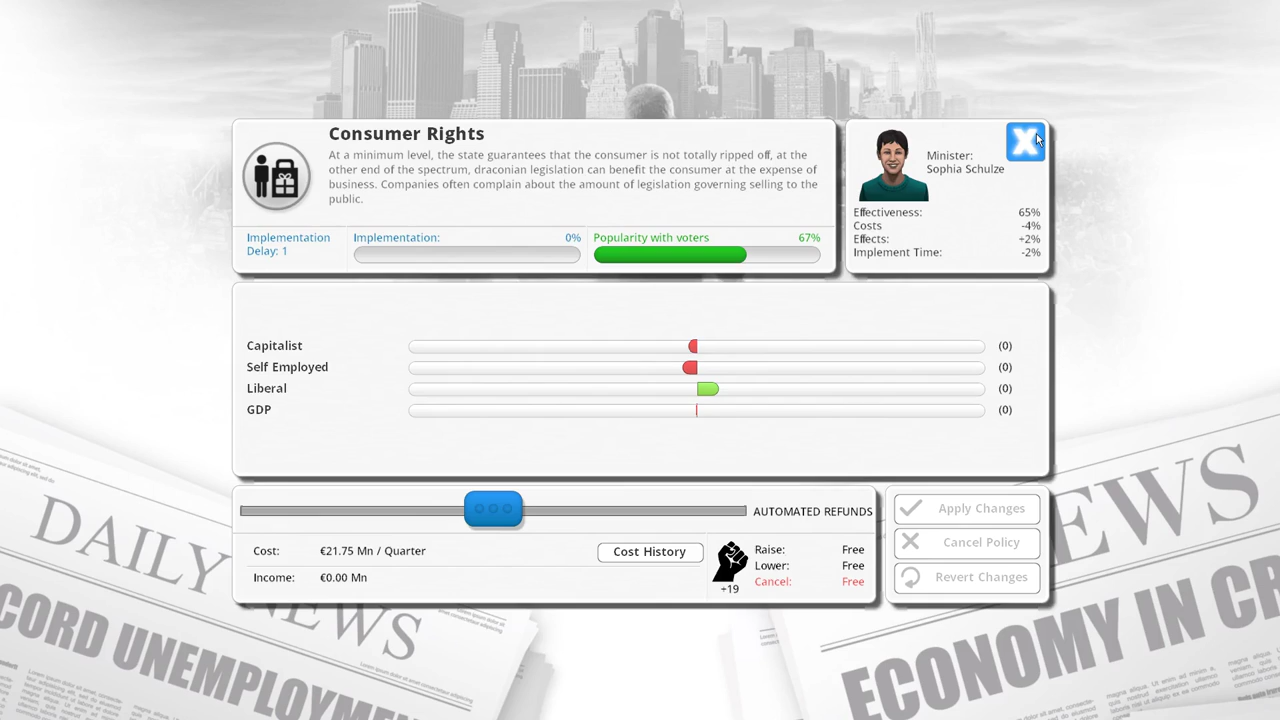 Consumer Rights
At a minimum level, the state guarantees that the consumer is not totally ripped off, at the
other end of the spectrum, draconian legislation can benefit the consumer at the expense of
business. Companies often complain about the amount of legislation governing selling to the
public.
Implementation
Delay: 1
Implementation: 0%
Popularity with voters 67%
X
Minister:
Sophia Schulze
Effectiveness: 65%
Costs -4%
Effects: +2%
Implement Time: -2%
Capitalist (0)
Self Employed (0)
Liberal (0)
GDP (0)
AUTOMATED REFUNDS
Cost: €21.75 Mn / Quarter
Income: €0.00 Mn
Cost History
+19
Raise: Free
Lower: Free
Cancel: Free
Apply Changes
Cancel Policy
Revert Changes
DAILY NEWS
CORD UNEMPLOYME
EWS
ECONOMY IN CR